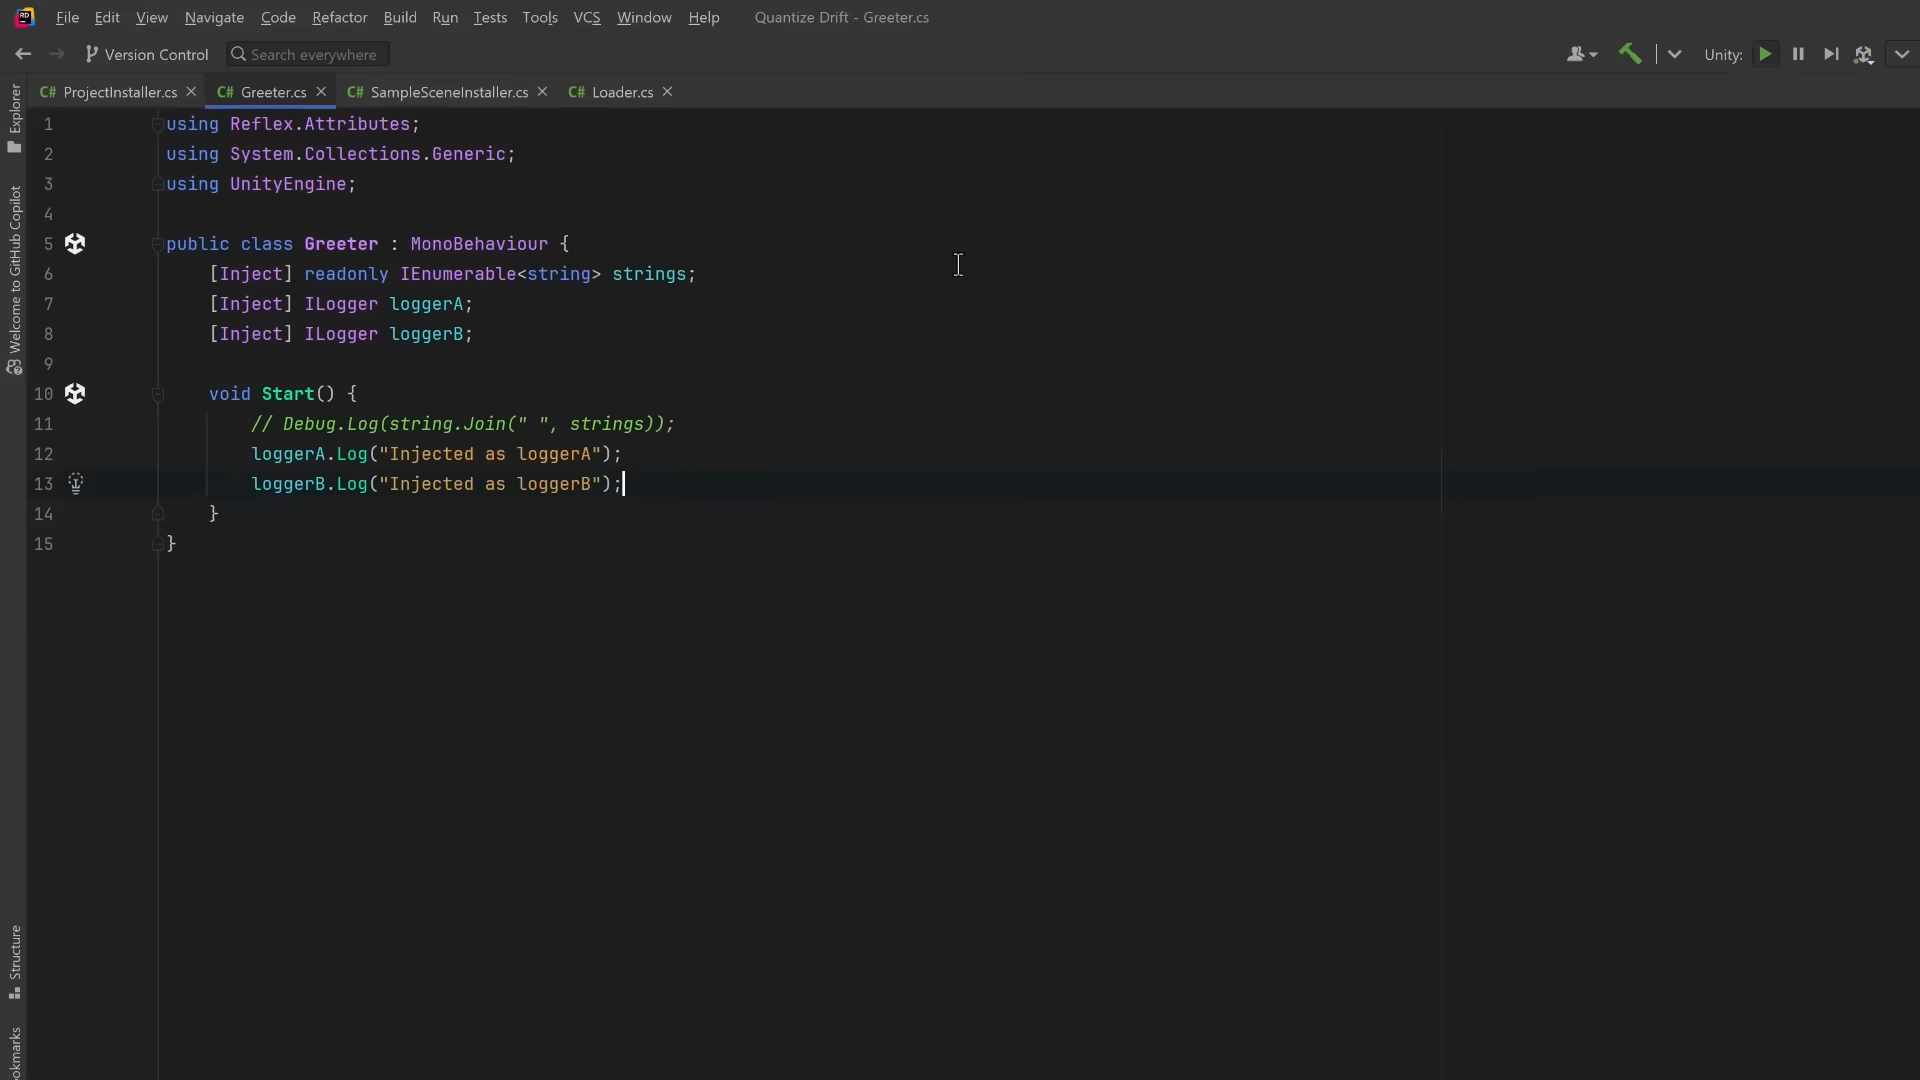 File Edit View Navigate Code Refactor Build Run Tests Tools VCS Window Help Quantize Drift - Greeter.cs
Version Control Search everywhere Unity:
C# ProjectInstaller.cs C# Greeter.cs C# SampleSceneInstaller.cs C# Loader.cs
Explorer
Welcome to GitHub Copilot
Structure
okmarks
1 using Reflex.Attributes;
2 using System.Collections.Generic;
3 using UnityEngine;
4
5 public class Greeter : MonoBehaviour {
6 [Inject] readonly IEnumerable<string> strings;
7 [Inject] ILogger loggerA;
8 [Inject] ILogger loggerB;
9
10 void Start() {
11 // Debug.Log(string.Join(" ", strings));
12 loggerA.Log("Injected as loggerA");
13 loggerB.Log("Injected as loggerB");
14 }
15 }